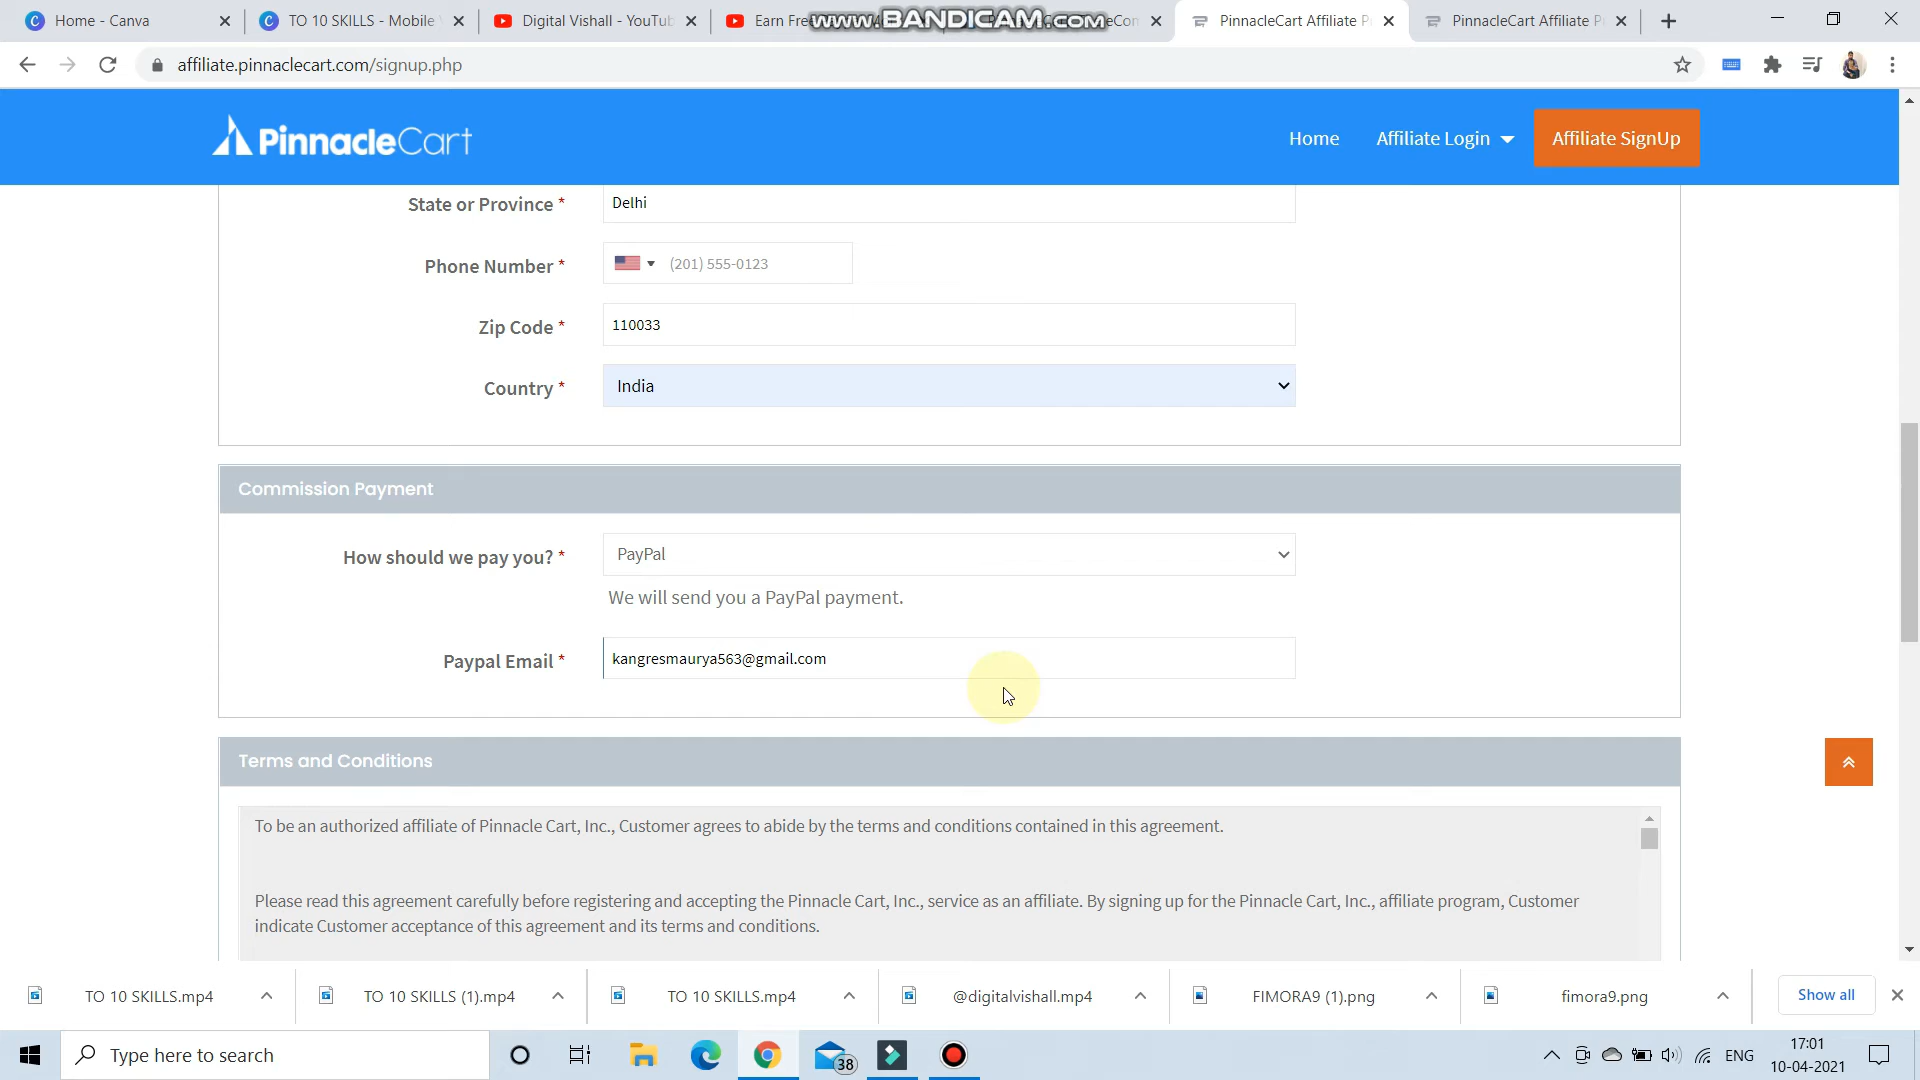 Home - Canva
TO 10 SKILLS - Mobile
Digital Vishall - YouTub
Earn Fre
www.BANDICAM.com
PinnacleCart Affiliate P
PinnacleCart Affiliate P
affiliate.pinnaclecart.com/signup.php
PinnacleCart
Home
Affiliate Login
Affiliate SignUp
State or Province *
Delhi
Phone Number *
(201) 555-0123
Zip Code *
110033
Country *
India
Commission Payment
How should we pay you? *
PayPal
We will send you a PayPal payment.
Paypal Email *
kangresmaurya563@gmail.com
Terms and Conditions
To be an authorized affiliate of Pinnacle Cart, Inc., Customer agrees to abide by the terms and conditions contained in this agreement.
Please read this agreement carefully before registering and accepting the Pinnacle Cart, Inc., service as an affiliate. By signing up for the Pinnacle Cart, Inc., affiliate program, Customer
indicate Customer acceptance of this agreement and its terms and conditions.
TO 10 SKILLS.mp4
TO 10 SKILLS (1).mp4
TO 10 SKILLS.mp4
@digitalvishall.mp4
FIMORA9 (1).png
fimora9.png
Show all
Type here to search
38
ENG
17:01
10-04-2021